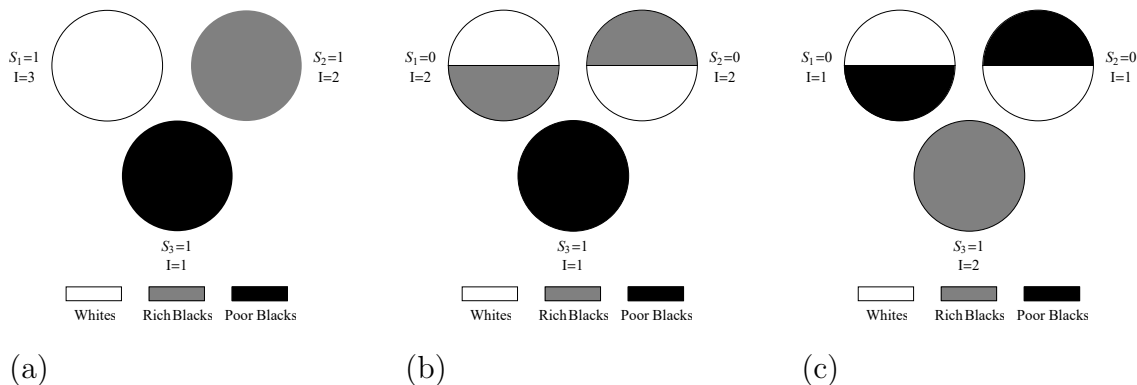 S₁=1
I=3
S₂=1
I=2
S₃=1
I=1
Whites Rich Blacks Poor Blacks
(a)
S₁=0
I=2
S₂=0
I=2
S₃=1
I=1
Whites Rich Blacks Poor Blacks
(b)
S₁=0
I=1
S₂=0
I=1
S₃=1
I=2
Whites Rich Blacks Poor Blacks
(c)